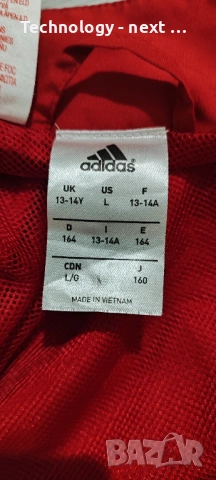 Technology - next ...
adidas
UK US F
13-14Y L 13-14A
D I E
164 13-14A 164
CDN J
L/G 160
MADE IN VIETNAM
BAZAR